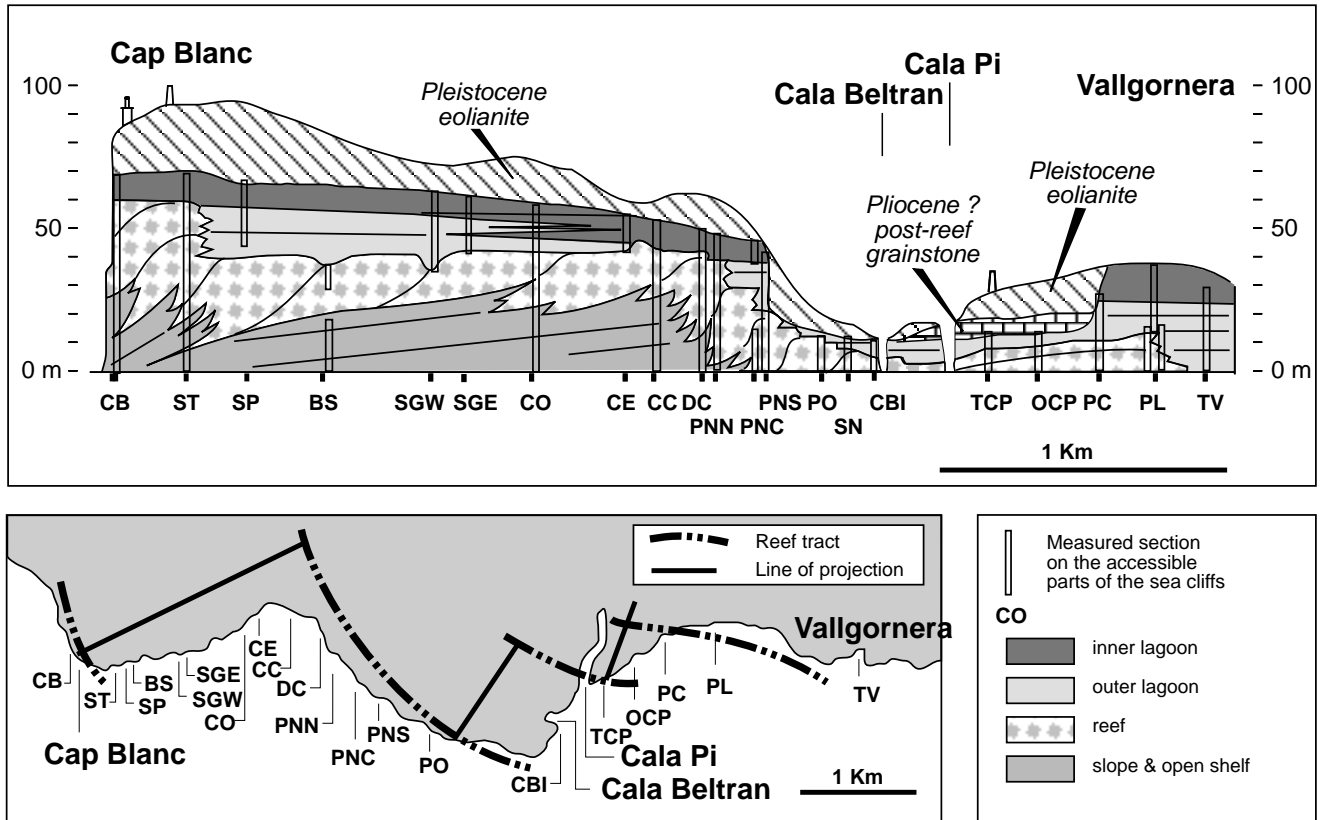 Cap Blanc
Cala Pi
Cala Beltran
Vallgornera
100
50
0 m
100
50
0 m
Pleistocene
eolianite
Pliocene ?
post-reef
grainstone
Pleistocene
eolianite
CB ST SP BS SGW SGE CO CE CC DC PNS PO CBI TCP OCP PC PL TV
PNN PNC SN
1 Km
Reef tract
Line of projection
Vallgornera
CB
ST
SP
BS
SGW
SGE
CO
CE
CC
DC
PNN
PNC
PNS
PO
CBI
TCP
OCP
PC
PL
TV
Cap Blanc
Cala Pi
Cala Beltran
1 Km
Measured section
on the accessible
parts of the sea cliffs
CO
inner lagoon
outer lagoon
reef
slope & open shelf